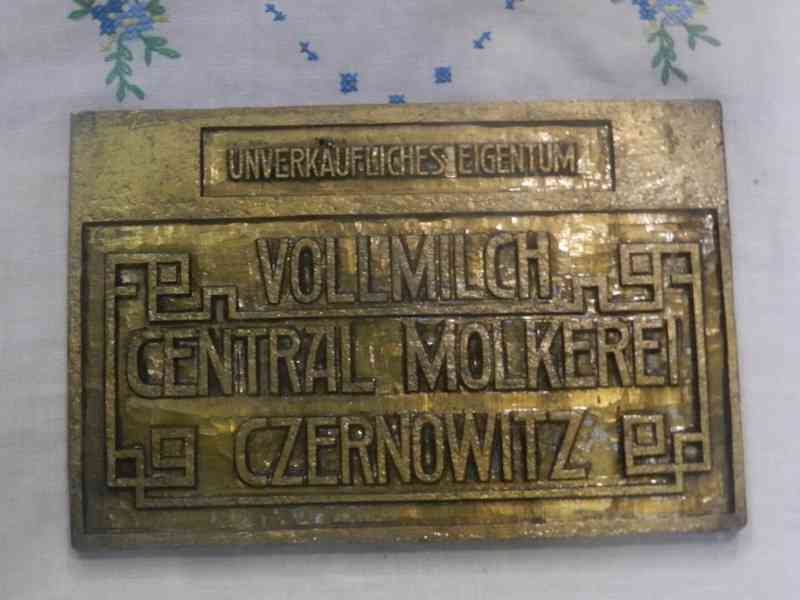 UNVERKÄUFLICHES EIGENTUM
VOLLMILCH
CENTRAL MOLKEREI
CZERNOWITZ